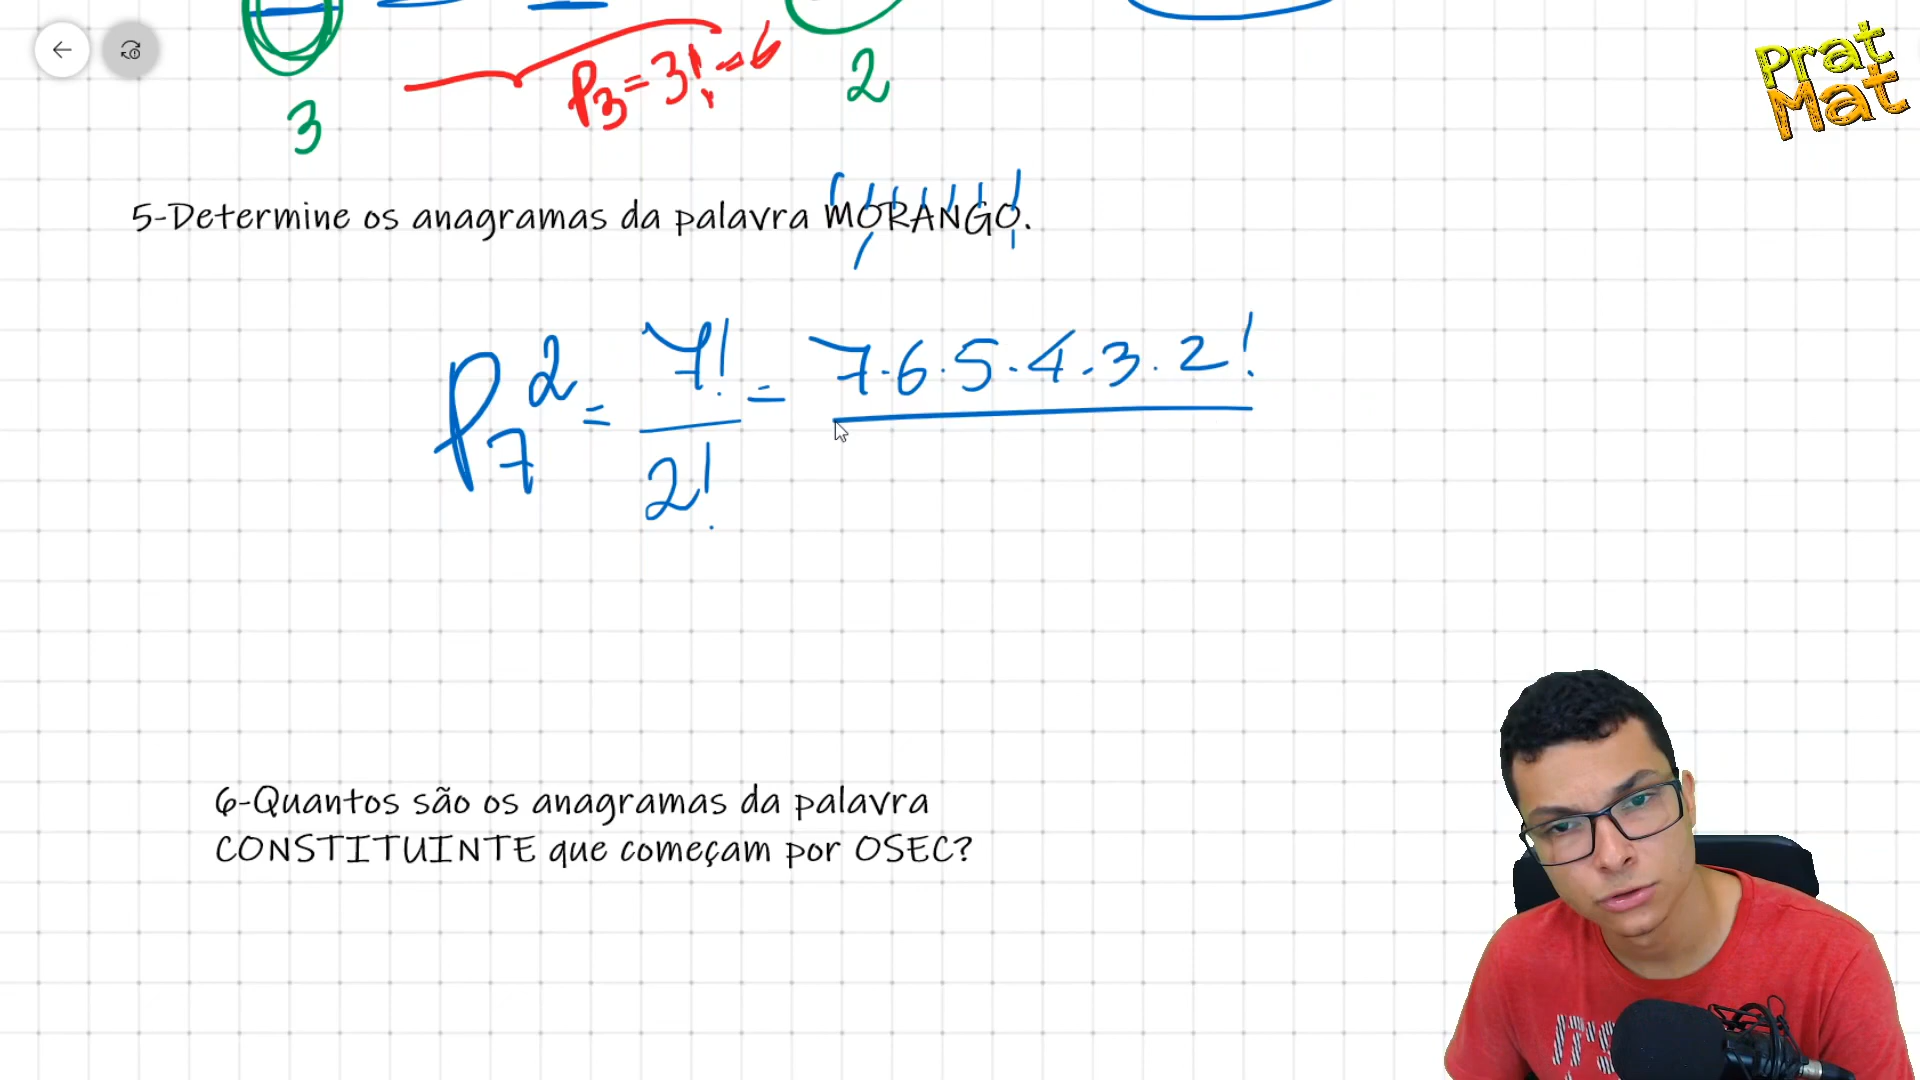 Prat
Mat
P3 = 3! = 6
2
3
5-Determine os anagramas da palavra MORANGO.
P7^2 = 7!/2! = 7·6·5·4·3·2!
6-Quantos são os anagramas da palavra
CONSTITUINTE que começam por OSEC?